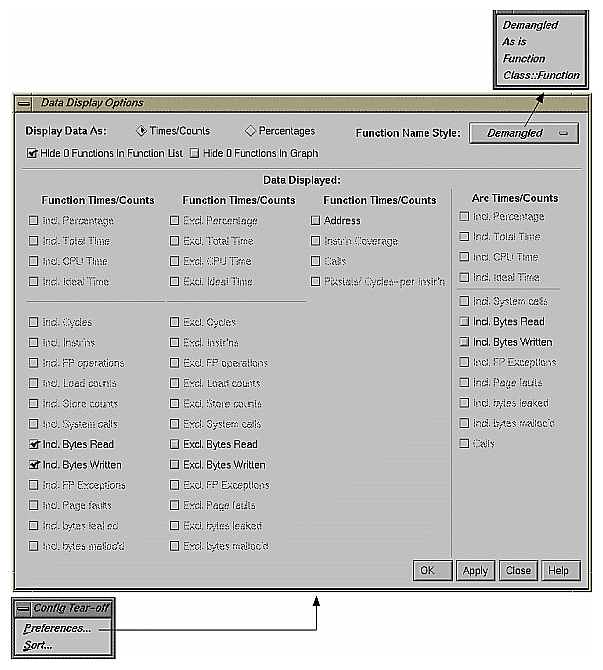 Demangled
As is
Function
Class::Function
Data Display Options
Display Data As: Times/Counts Percentages Function Name Style: Demangled
Hide 0 Functions In Function List Hide 0 Functions In Graph
Data Displayed:
Function Times/Counts
Incl. Percentage
Incl. Total Time
Incl. CPU Time
Incl. Ideal Time
Incl. Cycles
Incl. Instr'ns
Incl. FP operations
Incl. Load counts
Incl. Store counts
Incl. System calls
Incl. Bytes Read
Incl. Bytes Written
Incl. FP Exceptions
Incl. Page faults
Incl. bytes leaked
Incl. bytes malloc'd
Function Times/Counts
Excl. Percentage
Excl. Total Time
Excl. CPU Time
Excl. Ideal Time
Excl. Cycles
Excl. Instr'ns
Excl. FP operations
Excl. Load counts
Excl. Store counts
Excl. System calls
Excl. Bytes Read
Excl. Bytes Written
Excl. FP Exceptions
Excl. Page faults
Excl. bytes leaked
Excl. bytes malloc'd
Function Times/Counts
Address
Instr'n Coverage
Calls
Pixstats/ Cycles-per Instr'n
Arc Times/Counts
Incl. Percentage
Incl. Total Time
Incl. CPU Time
Incl. Ideal Time
Incl. System calls
Incl. Bytes Read
Incl. Bytes Written
Incl. FP Exceptions
Incl. Page faults
Incl. bytes leaked
Incl. bytes malloc'd
Calls
OK Apply Close Help
Config Tear-off
Preferences...
Sort...